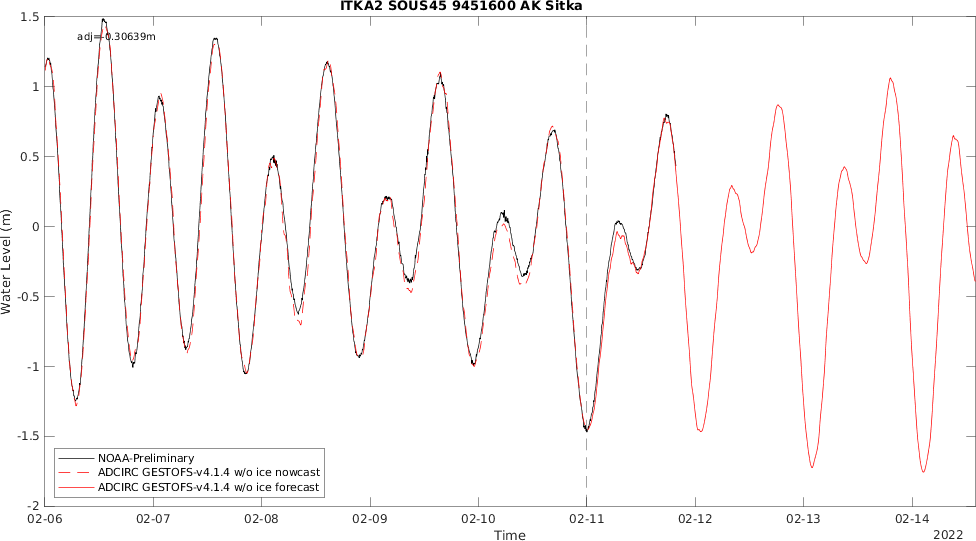 ITKA2 SOUS45 9451600 AK Sitka
adj=-0.30639m
1.5
1
0.5
0
-0.5
-1
-1.5
-2
Water Level (m)
NOAA-Preliminary
ADCIRC GESTOFS-v4.1.4 w/o ice nowcast
ADCIRC GESTOFS-v4.1.4 w/o ice forecast
02-06 02-07 02-08 02-09 02-10 02-11 02-12 02-13 02-14
Time
2022